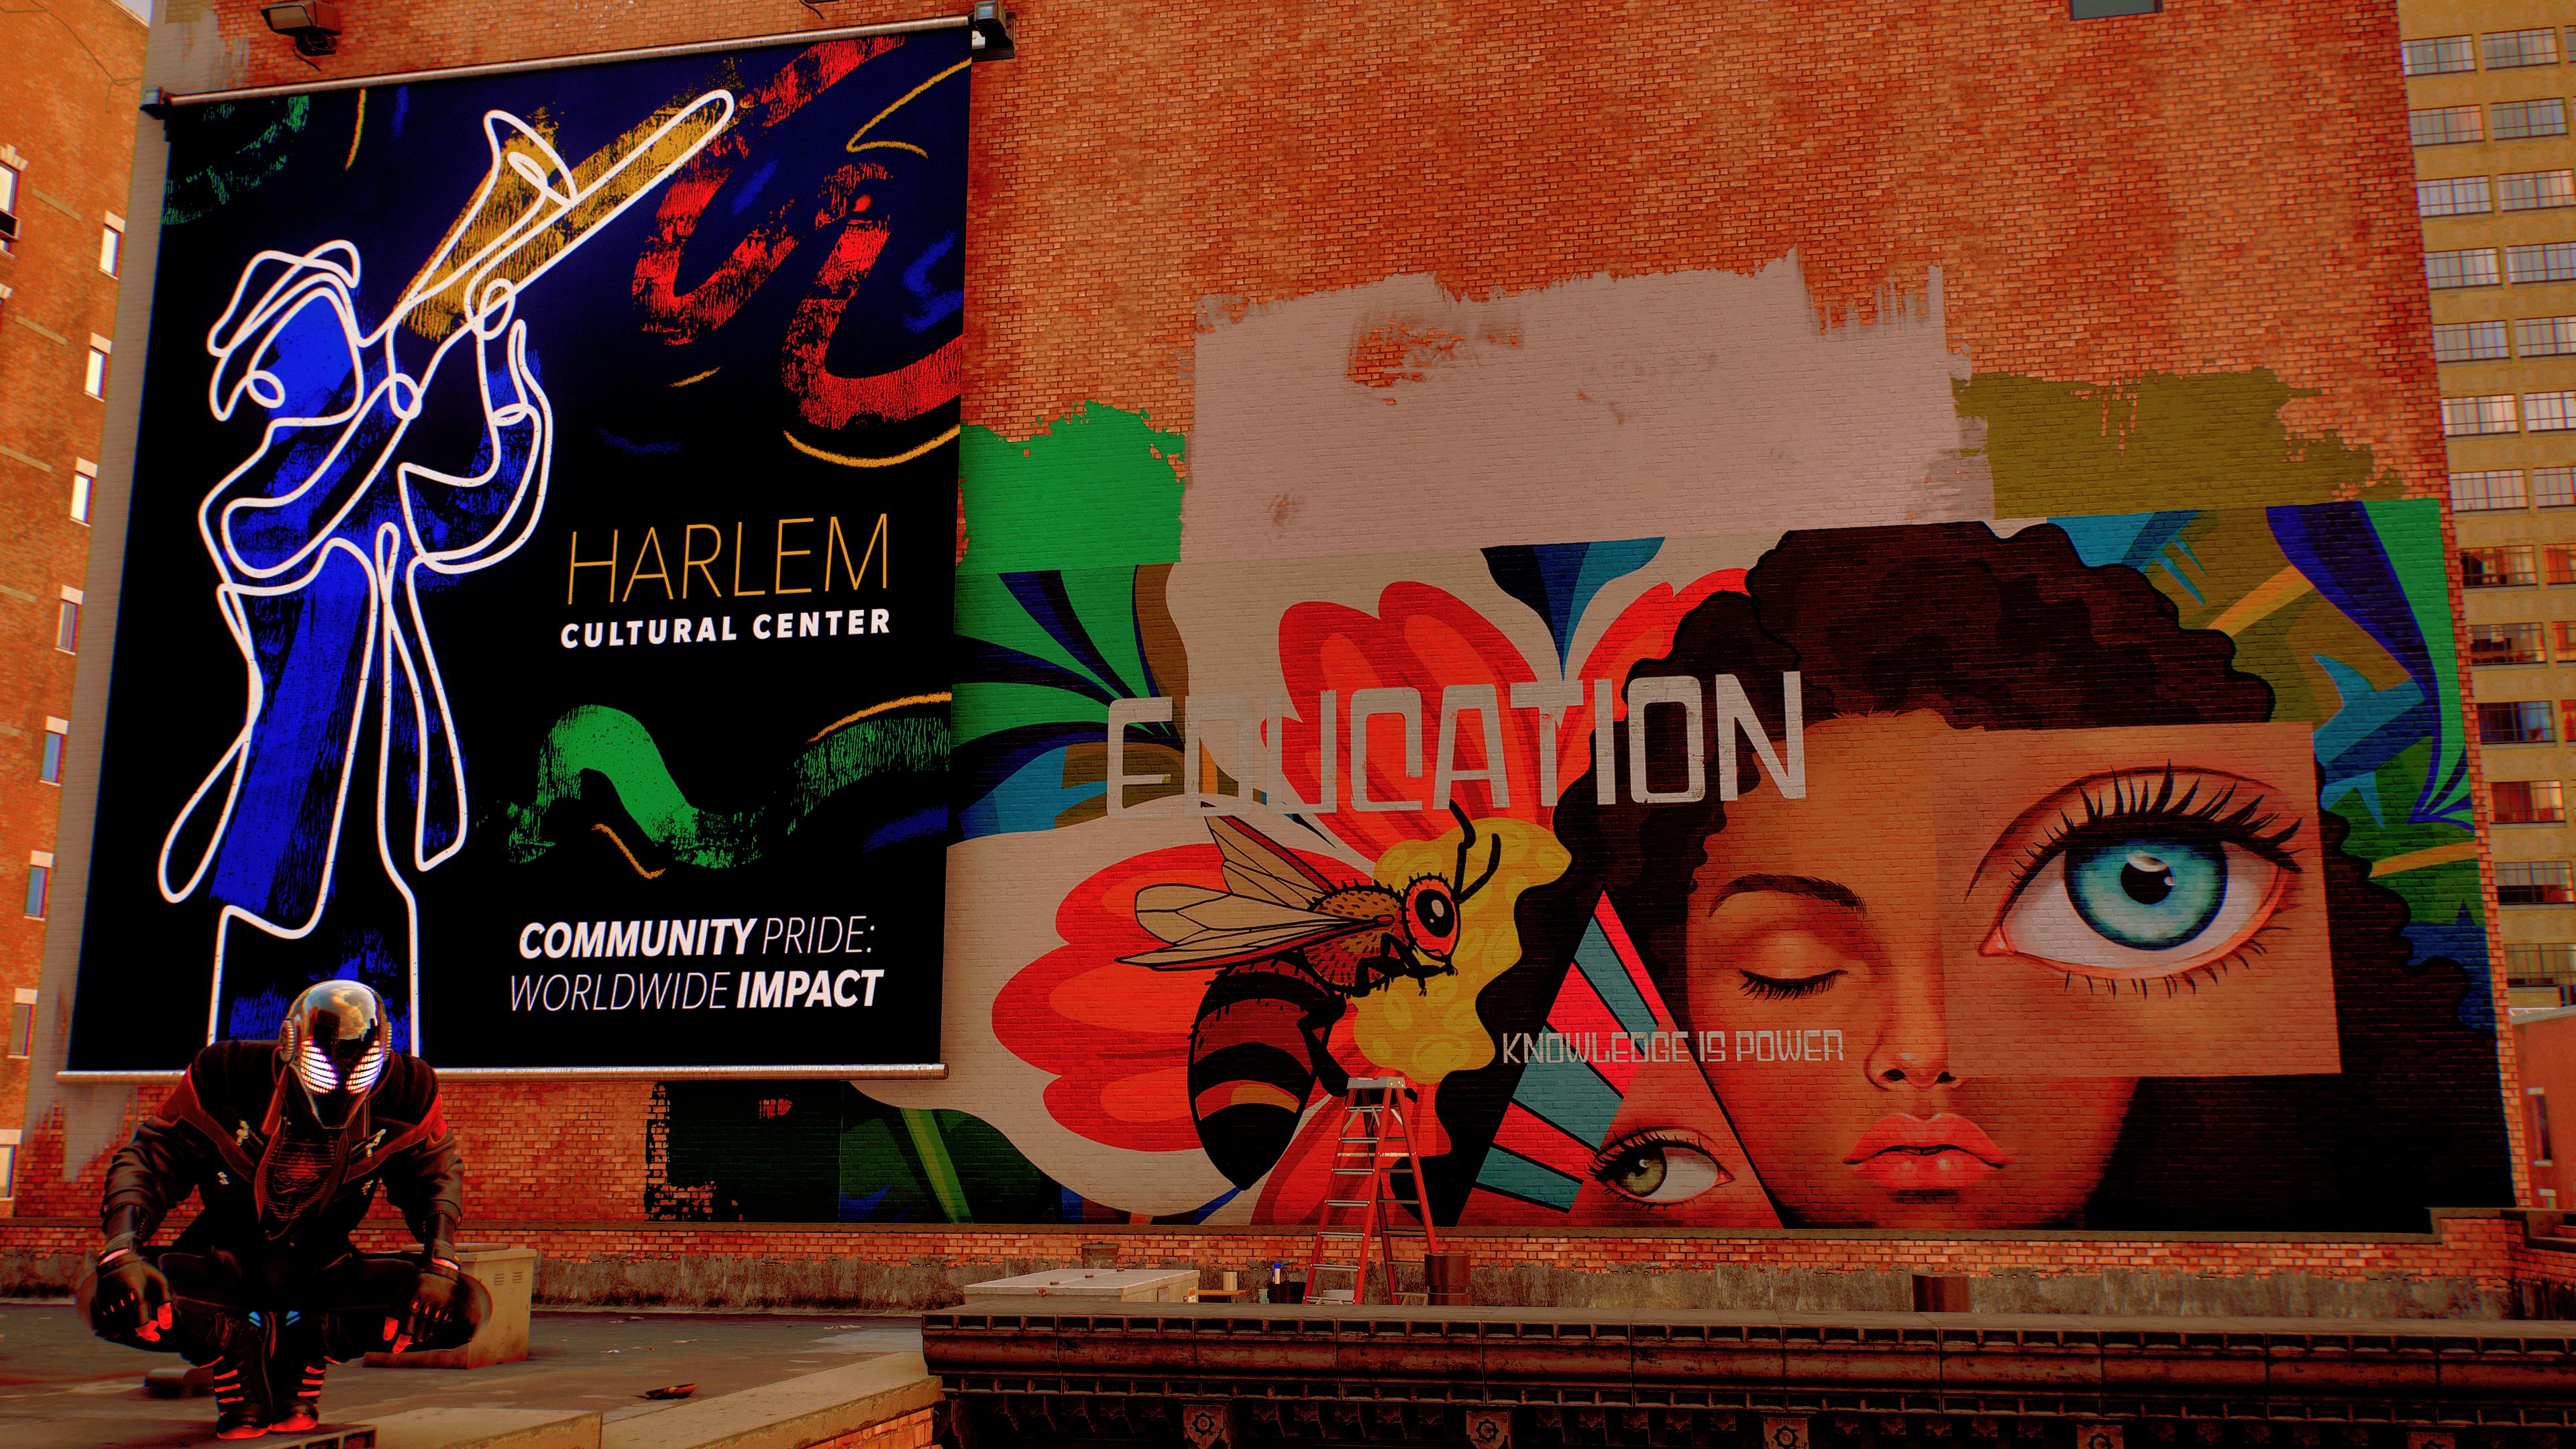 HARLEM
CULTURAL CENTER
COMMUNITY PRIDE:
WORLDWIDE IMPACT
EDUCATION
KNOWLEDGE IS POWER